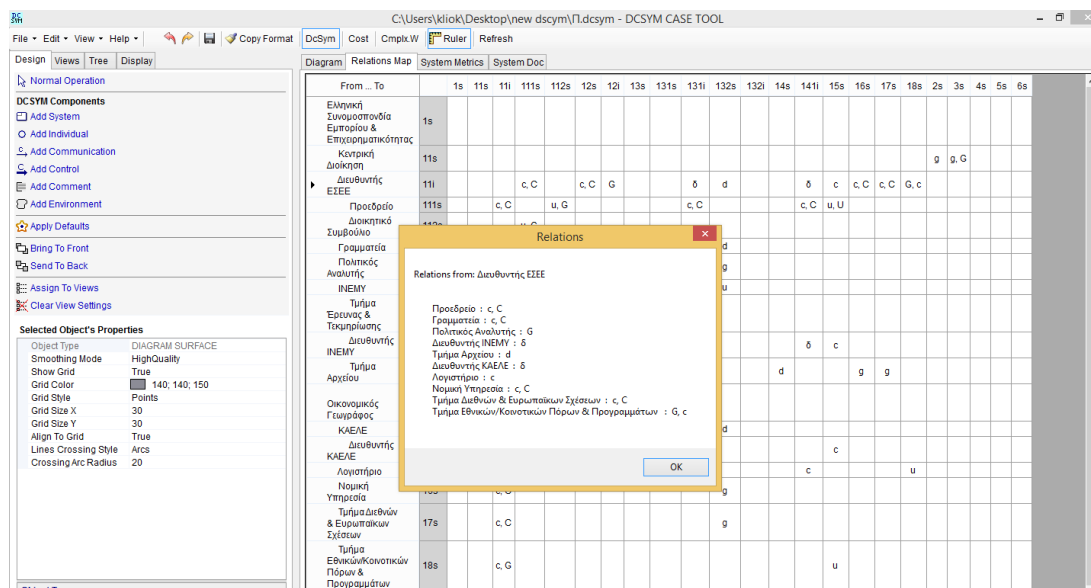 C:\Users\kliok\Desktop\new dscym\Π.dcsym - DCSYM CASE TOOL
File Edit View Help Copy Format DcSym Cost Cmplx.W Ruler Refresh
Design Views Tree Display
Diagram Relations Map System Metrics System Doc
Normal Operation
DCSYM Components
Add System
Add Individual
Add Communication
Add Control
Add Comment
Add Environment
Apply Defaults
Bring To Front
Send To Back
Assign To Views
Clear View Settings
Selected Object's Properties
Object Type DIAGRAM SURFACE
Smoothing Mode HighQuality
Show Grid True
Grid Color 140; 140; 150
Grid Style Points
Grid Size X 30
Grid Size Y 30
Align To Grid True
Lines Crossing Style Arcs
Crossing Arc Radius 20
From ... To 1s 11s 11i 111s 112s 12s 12i 13s 131s 131i 132s 132i 14s 141i 15s 16s 17s 18s 2s 3s 4s 5s 6s
Ελληνική
Συνομοσπονδία
Εμπορίου &
Επιχειρηματικότητας
1s
Κεντρική
Διοίκηση
11s g g, G
Διευθυντής
ΕΣΕΕ
11i c, C c, C G δ d δ c c, C c, C G, c
Προεδρείο 111s c, C u, G c, C c, C u, U
Διοικητικό
Συμβούλιο
Γραμματεία d
Πολιτικός
Αναλυτής
g
ΙΝΕΜΥ u
Τμήμα
Έρευνας &
Τεκμηρίωσης
Διευθυντής
ΙΝΕΜΥ
δ c
Τμήμα
Αρχείου
d g g
Οικονομικός
Γεωγράφος
ΚΑΕΛΕ d
Διευθυντής
ΚΑΕΛΕ
c
Λογιστήριο c u
Νομική
Υπηρεσία
g
Τμήμα Διεθνών
& Ευρωπαϊκων
Σχέσεων
17s c, C g
Τμήμα
Εθνικών/Κοινοτικών
Πόρων &
Προγραμμάτων
18s c, G u
Relations
Relations from: Διευθυντής ΕΣΕΕ
Προεδρείο : c, C
Γραμματεία : c, C
Πολιτικός Αναλυτής : G
Διευθυντής ΙΝΕΜΥ : δ
Τμήμα Αρχείου : d
Διευθυντής ΚΑΕΛΕ : δ
Λογιστήριο : c
Νομική Υπηρεσία : c, C
Τμήμα Διεθνών & Ευρωπαϊκων Σχέσεων : c, C
Τμήμα Εθνικών/Κοινοτικών Πόρων & Προγραμμάτων : G, c
OK